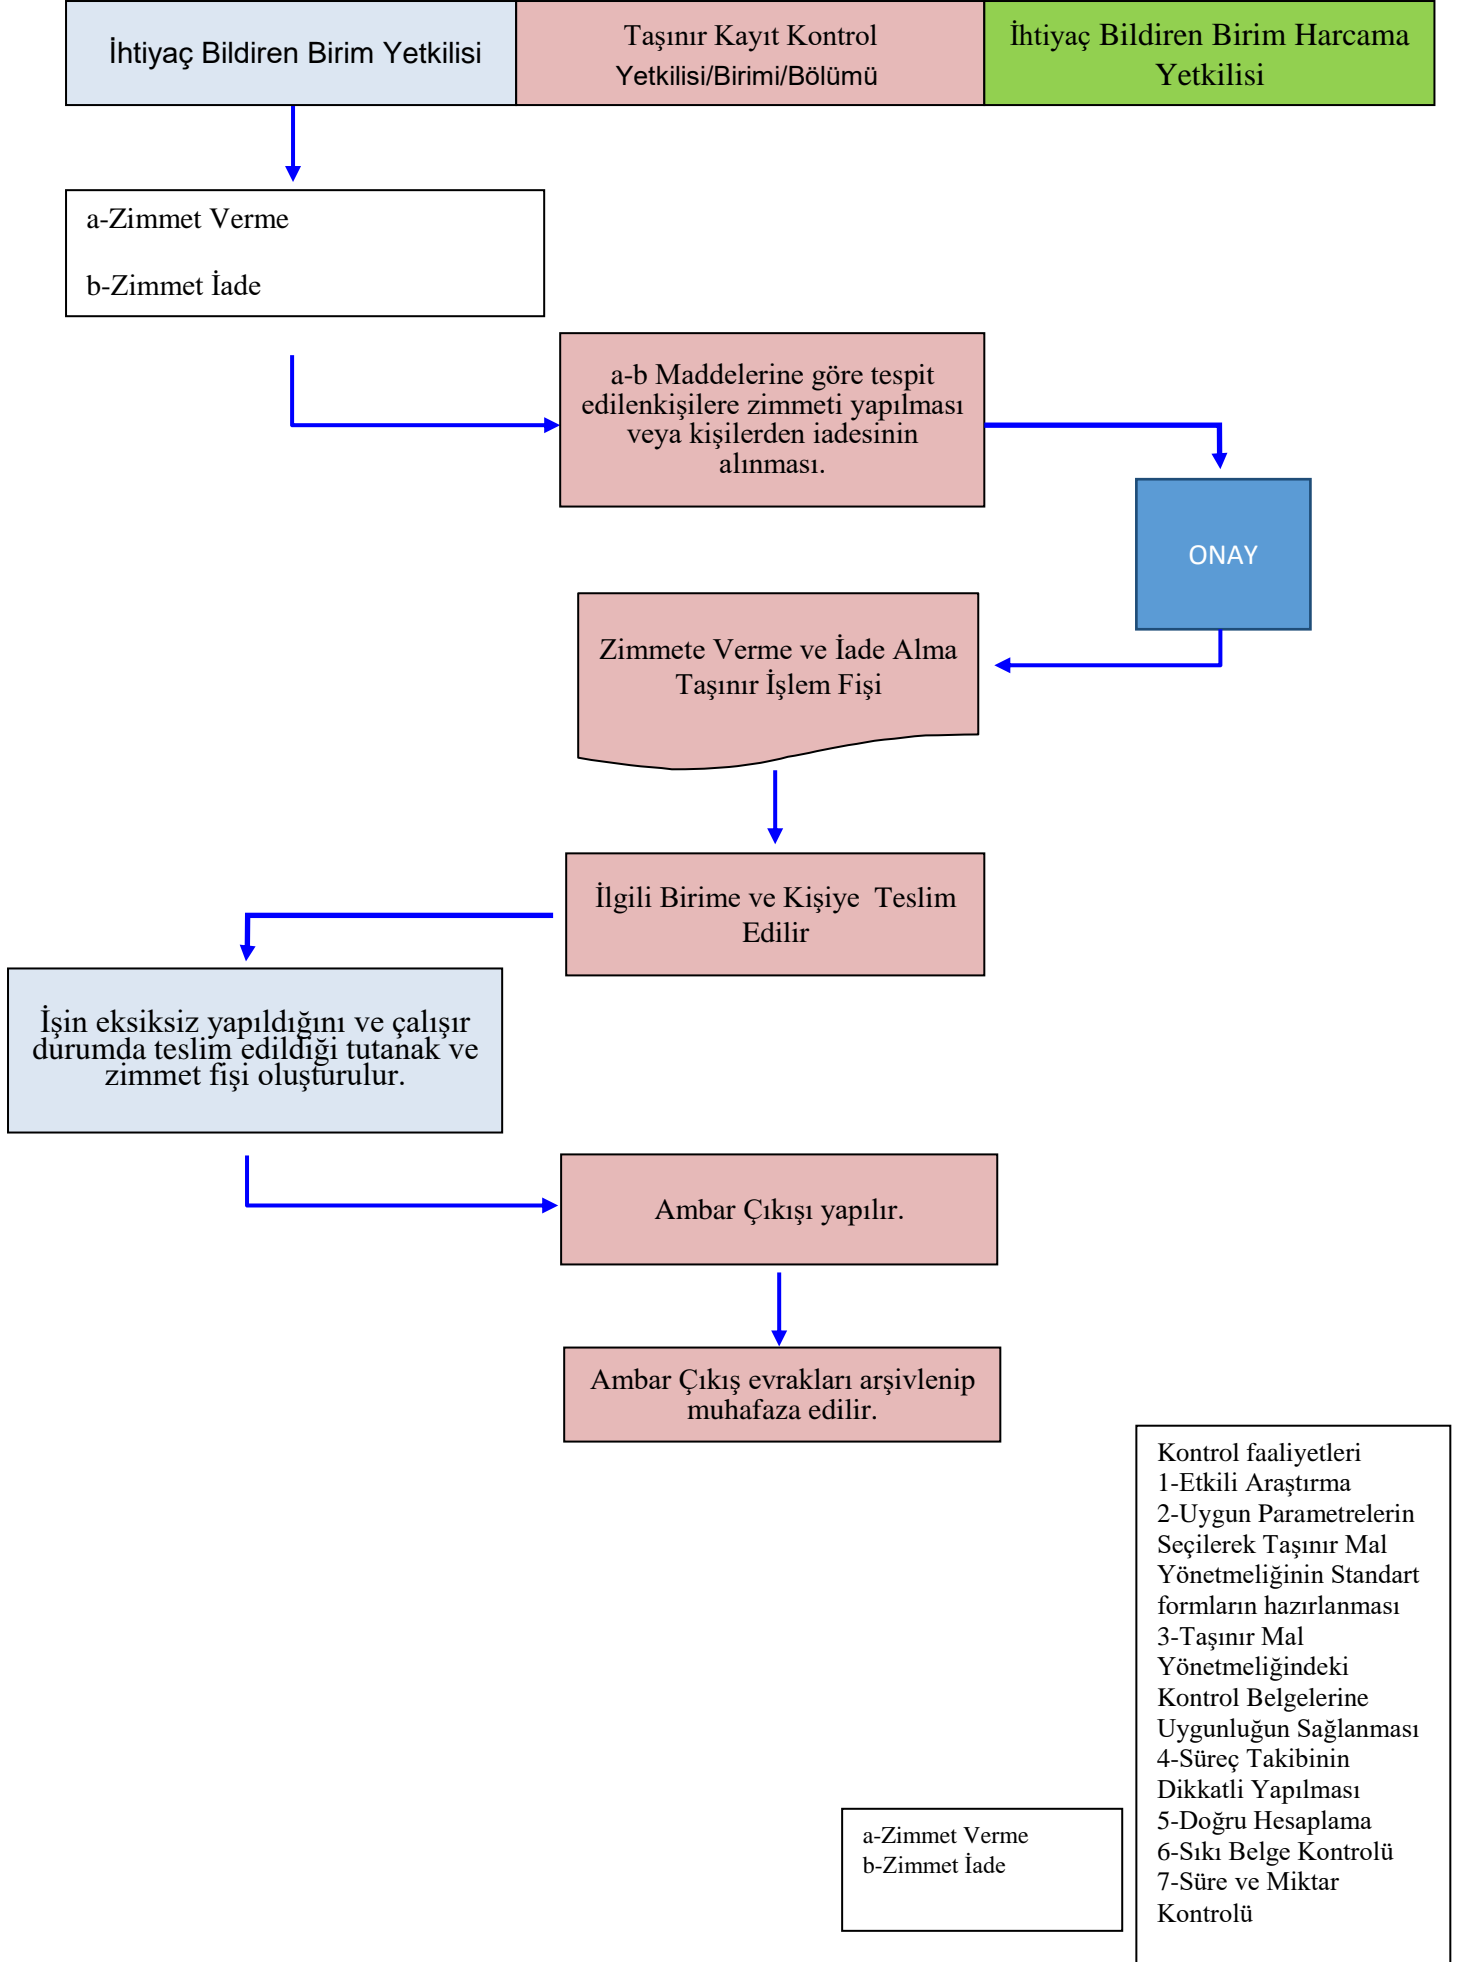 İhtiyaç Bildiren Birim Yetkilisi
Taşınır Kayıt Kontrol
Yetkilisi/Birimi/Bölümü
İhtiyaç Bildiren Birim Harcama
Yetkilisi
a-Zimmet Verme
b-Zimmet İade
a-b Maddelerine göre tespit
edilenkişilere zimmeti yapılması
veya kişilerden iadesinin
alınması.
ONAY
Zimmete Verme ve İade Alma
Taşınır İşlem Fişi
İlgili Birime ve Kişiye Teslim
Edilir
İşin eksiksiz yapıldığını ve çalışır
durumda teslim edildiği tutanak ve
zimmet fişi oluşturulur.
Ambar Çıkışı yapılır.
Ambar Çıkış evrakları arşivlenip
muhafaza edilir.
Kontrol faaliyetleri
1-Etkili Araştırma
2-Uygun Parametrelerin
Seçilerek Taşınır Mal
Yönetmeliğinin Standart
formların hazırlanması
3-Taşınır Mal
Yönetmeliğindeki
Kontrol Belgelerine
Uygunluğun Sağlanması
4-Süreç Takibinin
Dikkatli Yapılması
5-Doğru Hesaplama
6-Sıkı Belge Kontrolü
7-Süre ve Miktar
Kontrolü
a-Zimmet Verme
b-Zimmet İade